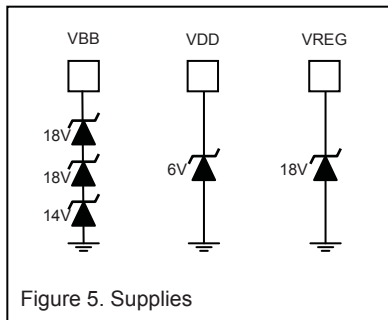 VBB VDD VREG
18V
18V 6V 18V
14V
Figure 5. Supplies